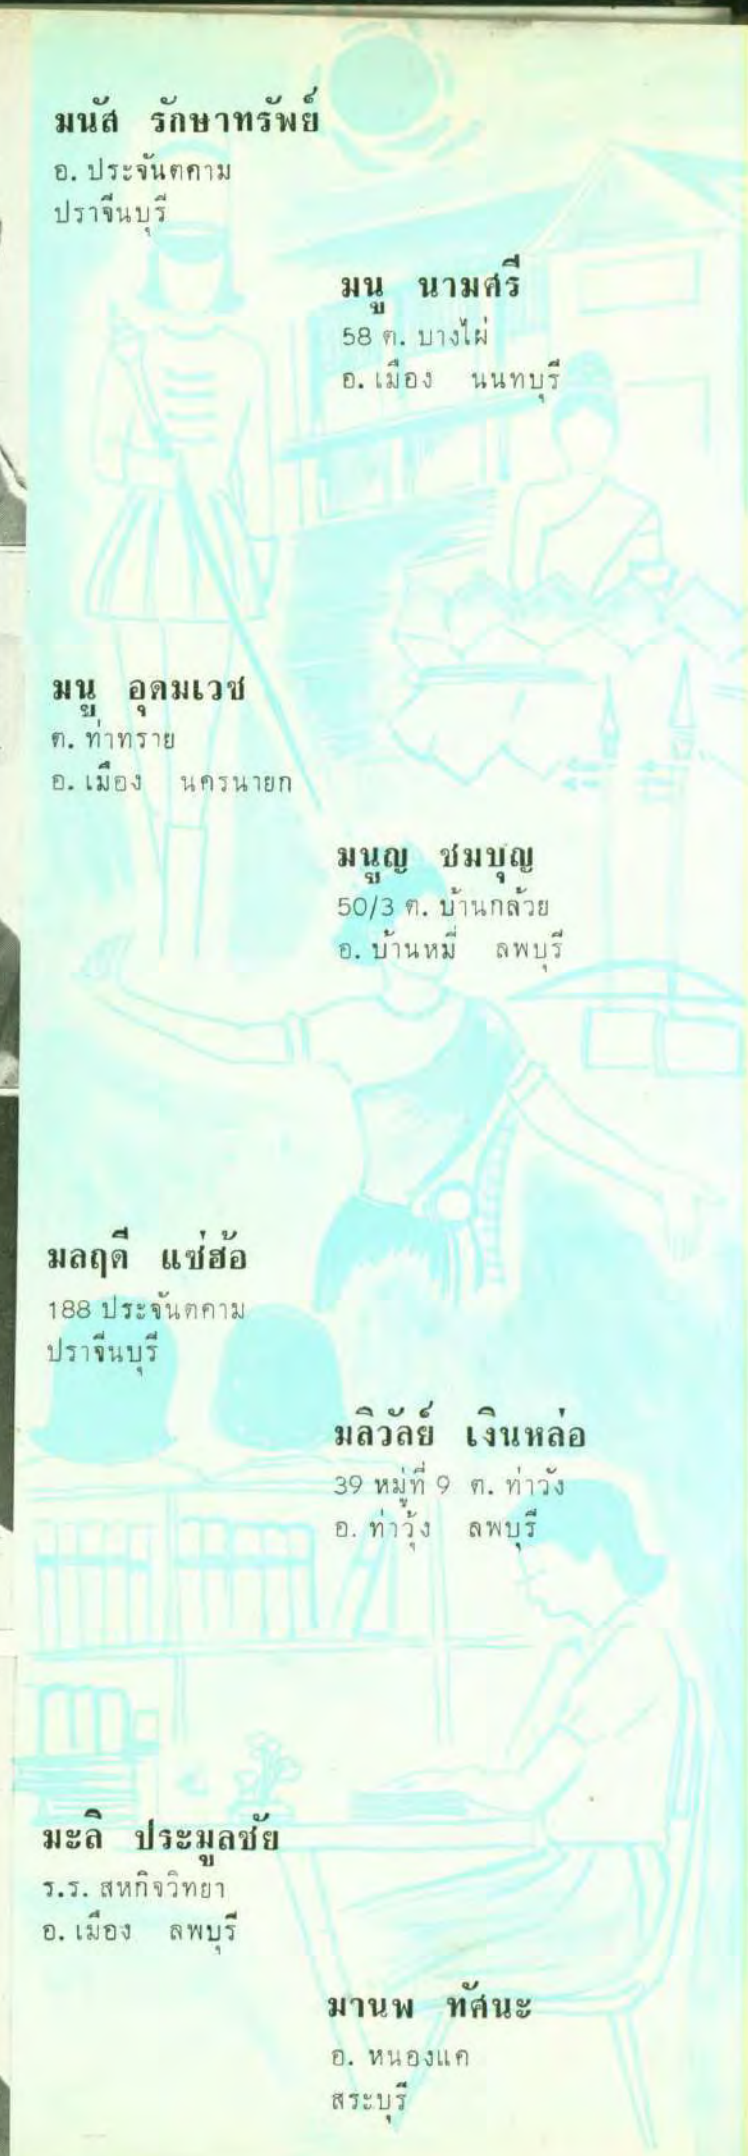 มนัส รักษาทรัพย์
อ. ประจันตคาม
ปราจีนบุรี
มนู นามศรี
58 ต. บางไผ่
อ. เมือง นนทบุรี
มนู อุดมเวช
ต. ท่าทราย
อ. เมือง นครนายก
มนูญ ชมบุญ
50/3 ต. บ้านกล้วย
อ. บ้านหมี่ ลพบุรี
มลฤดี แซ่ฮ้อ
188 ประจันตคาม
ปราจีนบุรี
มลิวัลย์ เงินหล่อ
39 หมู่ที่ 9 ต. ท่าวัง
อ. ท่าวุ้ง ลพบุรี
มะลิ ประมูลชัย
ร.ร. สหกิจวิทยา
อ. เมือง ลพบุรี
มานพ ทัศนะ
อ. หนองแค
สระบุรี